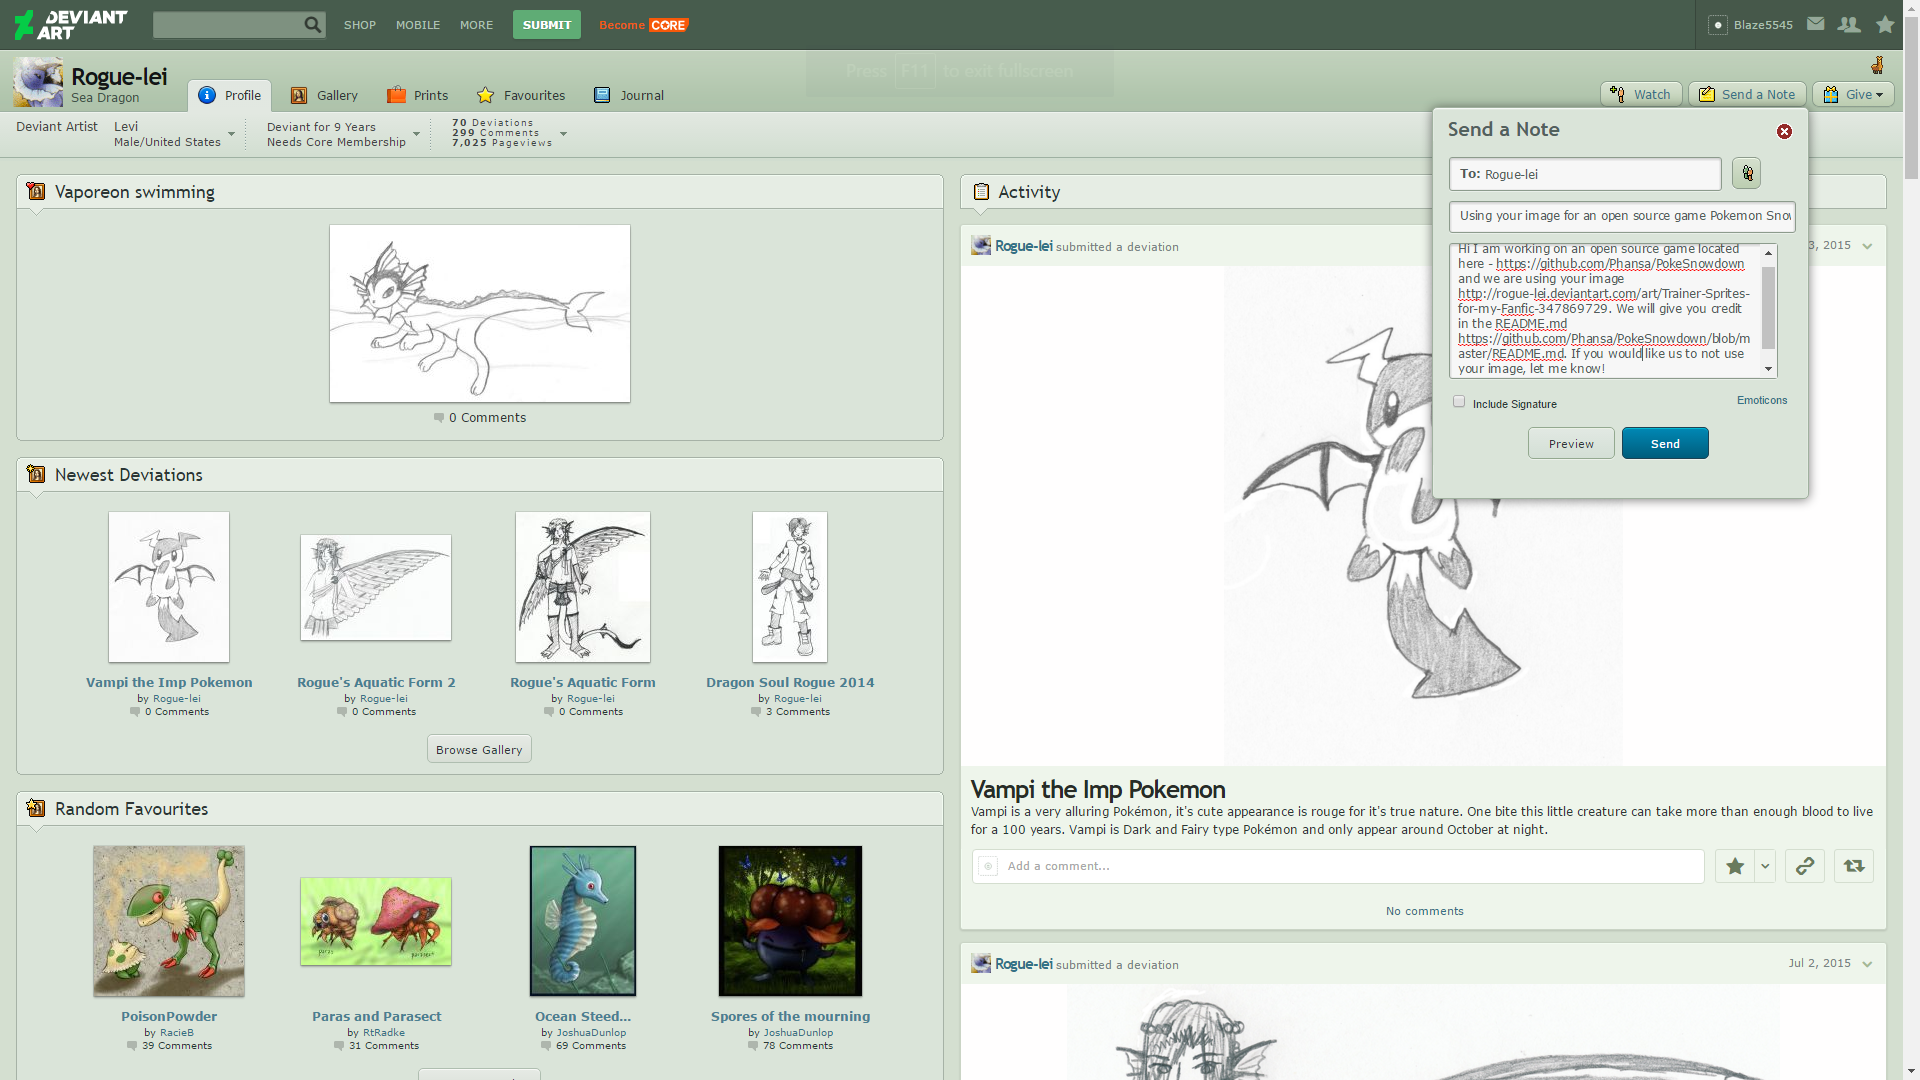 DEVIANT
ART
SHOP
MOBILE
MORE
SUBMIT
Become CORE
Blaze5545
Press F11 to exit fullscreen
Rogue-lei
Sea Dragon
Profile
Gallery
Prints
Favourites
Journal
Watch
Send a Note
Give
Deviant Artist
Levi
Male/United States
Deviant for 9 Years
Needs Core Membership
70 Deviations
299 Comments
7,025 Pageviews
Send a Note
To: Rogue-lei
Using your image for an open source game Pokemon Snow
Hi I am working on an open source game located
here - https://github.com/Phansa/PokeSnowdown
and we are using your image
http://rogue-lei.deviantart.com/art/Trainer-Sprites-
for-my-Fanfic-347869729. We will give you credit
in the README.md
https://github.com/Phansa/PokeSnowdown/blob/m
aster/README.md. If you would like us to not use
your image, let me know!
Include Signature
Emoticons
Preview
Send
Vaporeon swimming
0 Comments
Newest Deviations
Vampi the Imp Pokemon
by Rogue-lei
0 Comments
Rogue's Aquatic Form 2
by Rogue-lei
0 Comments
Rogue's Aquatic Form
by Rogue-lei
0 Comments
Dragon Soul Rogue 2014
by Rogue-lei
3 Comments
Browse Gallery
Random Favourites
paras
parasect
PoisonPowder
by RacieB
39 Comments
Paras and Parasect
by RtRadke
31 Comments
Ocean Steed...
by JoshuaDunlop
69 Comments
Spores of the mourning
by JoshuaDunlop
78 Comments
Activity
Rogue-lei submitted a deviation
3, 2015
Vampi the Imp Pokemon
Vampi is a very alluring Pokémon, it's cute appearance is rouge for it's true nature. One bite this little creature can take more than enough blood to live
for a 100 years. Vampi is Dark and Fairy type Pokémon and only appear around October at night.
Add a comment...
No comments
Rogue-lei submitted a deviation
Jul 2, 2015